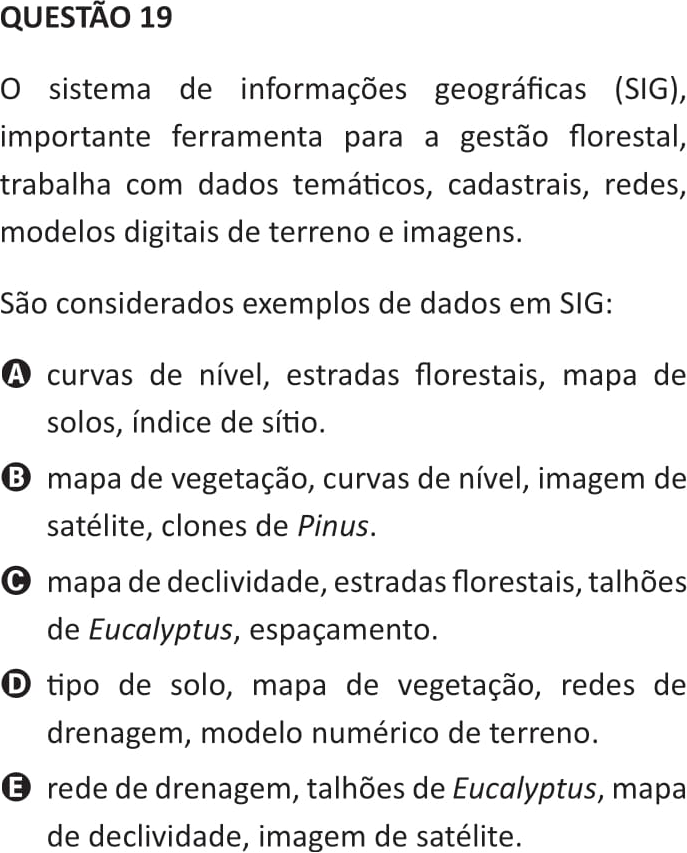 QUESTÃO 19
O sistema de informações geográficas (SIG),
importante ferramenta para a gestão florestal,
trabalha com dados temáticos, cadastrais, redes,
modelos digitais de terreno e imagens.
São considerados exemplos de dados em SIG:
A curvas de nível, estradas florestais, mapa de
solos, índice de sítio.
B mapa de vegetação, curvas de nível, imagem de
satélite, clones de Pinus.
C mapa de declividade, estradas florestais, talhões
de Eucalyptus, espaçamento.
D tipo de solo, mapa de vegetação, redes de
drenagem, modelo numérico de terreno.
E rede de drenagem, talhões de Eucalyptus, mapa
de declividade, imagem de satélite.